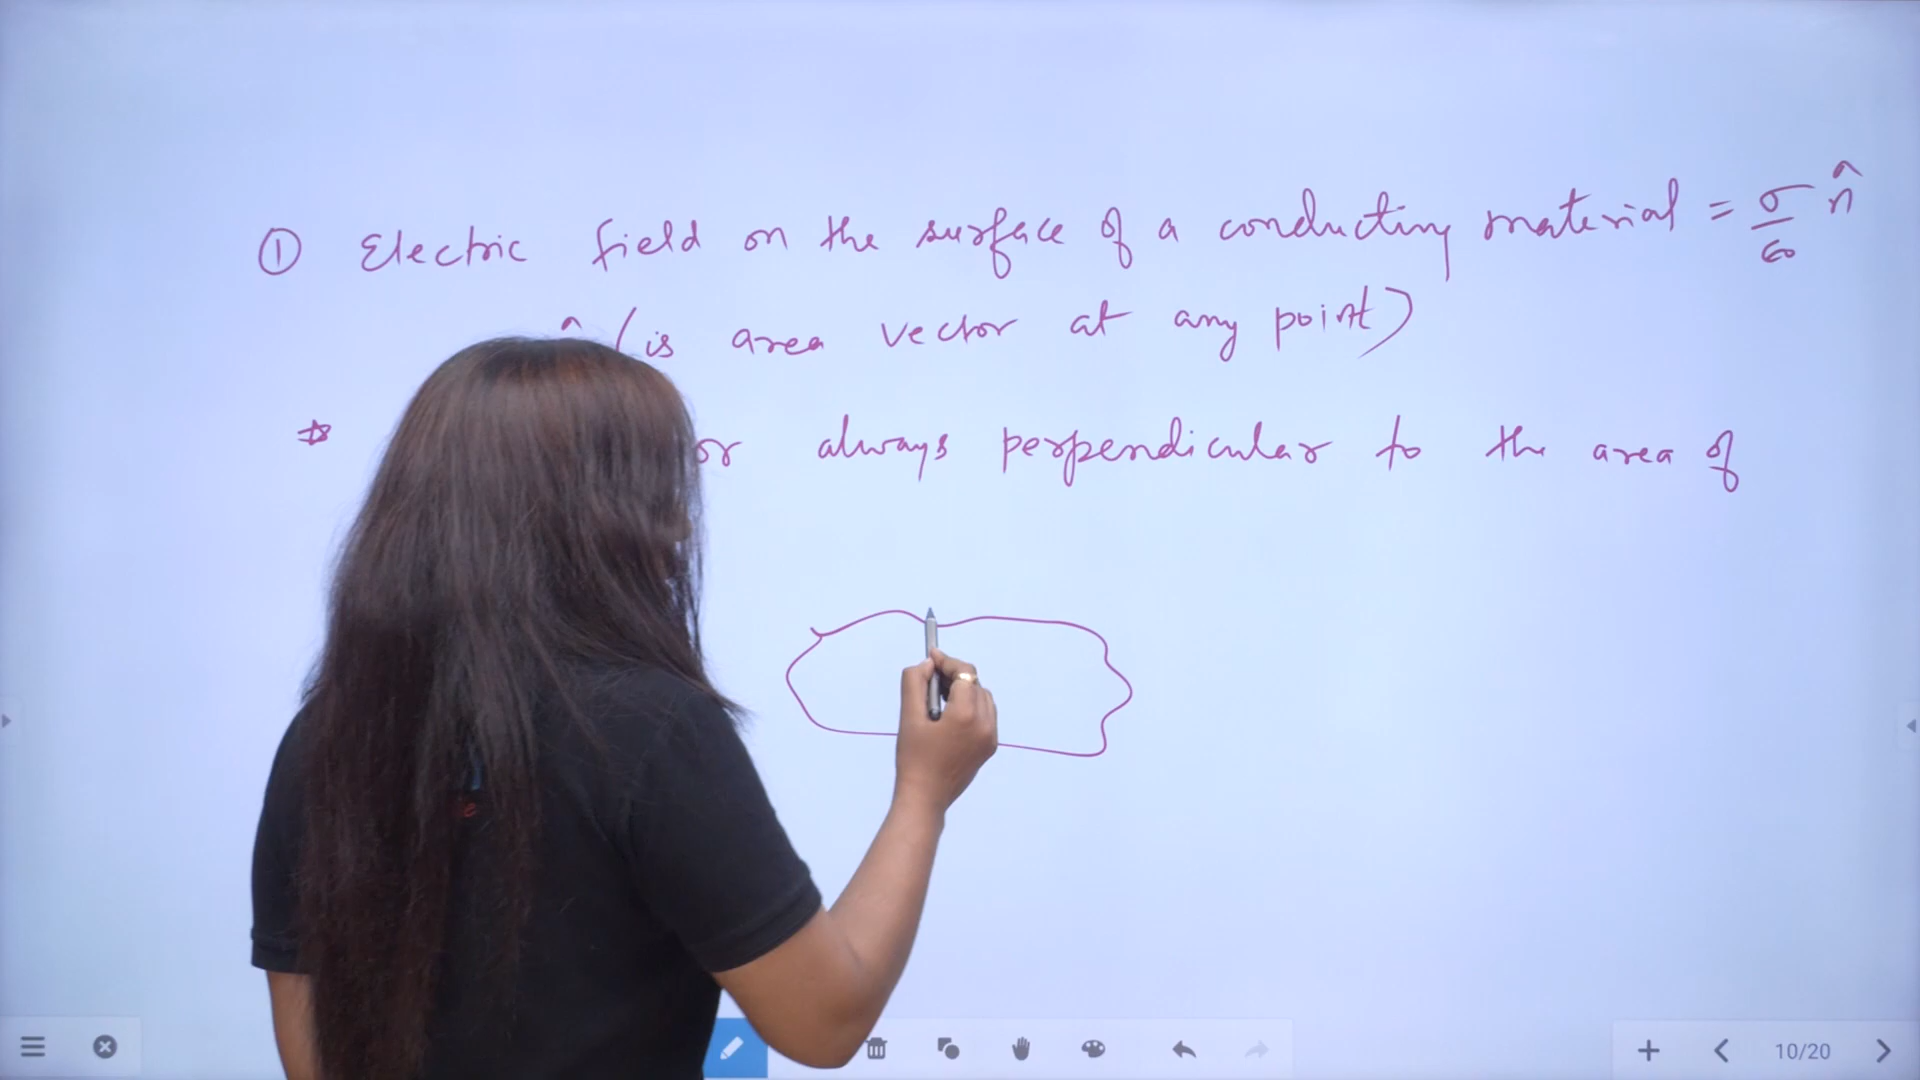 ① Electric field on the surface of a conducting material = σ/ε₀ n̂
(is area vector at any point)
☆ always perpendicular to the area of
10/20